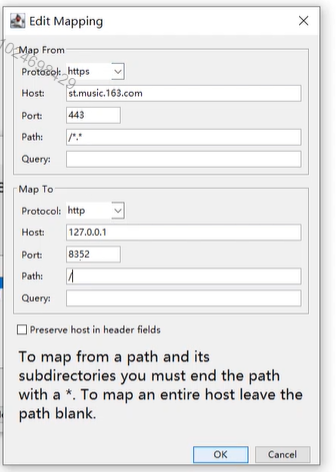 Edit Mapping
Map From
Protocol: https
Host: st.music.163.com
Port: 443
Path: /*.*
Query:
Map To
Protocol: http
Host: 127.0.0.1
Port: 8352
Path: /
Query:
Preserve host in header fields
To map from a path and its
subdirectories you must end the path
with a *. To map an entire host leave the
path blank.
OK Cancel